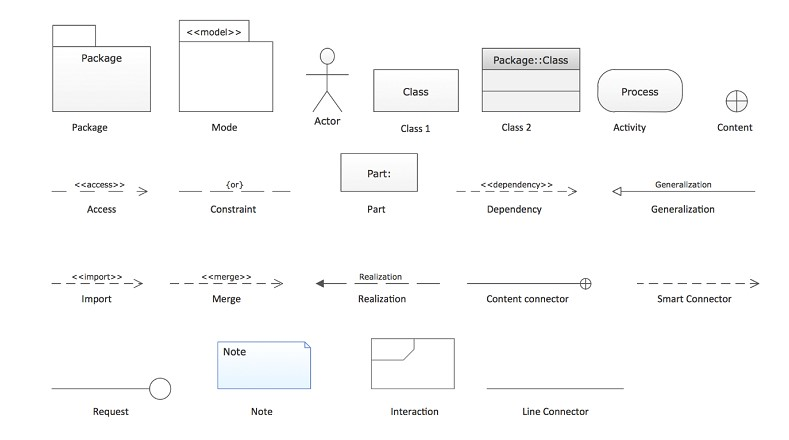 Package
<<model>>
Package::Class
Class
Process
Package
Mode
Actor
Class 1
Class 2
Activity
Content
<<access>>
{or}
Part:
<<dependency>>
Generalization
Access
Constraint
Part
Dependency
Generalization
<<import>>
<<merge>>
Realization
Import
Merge
Realization
Content connector
Smart Connector
Note
Request
Note
Interaction
Line Connector